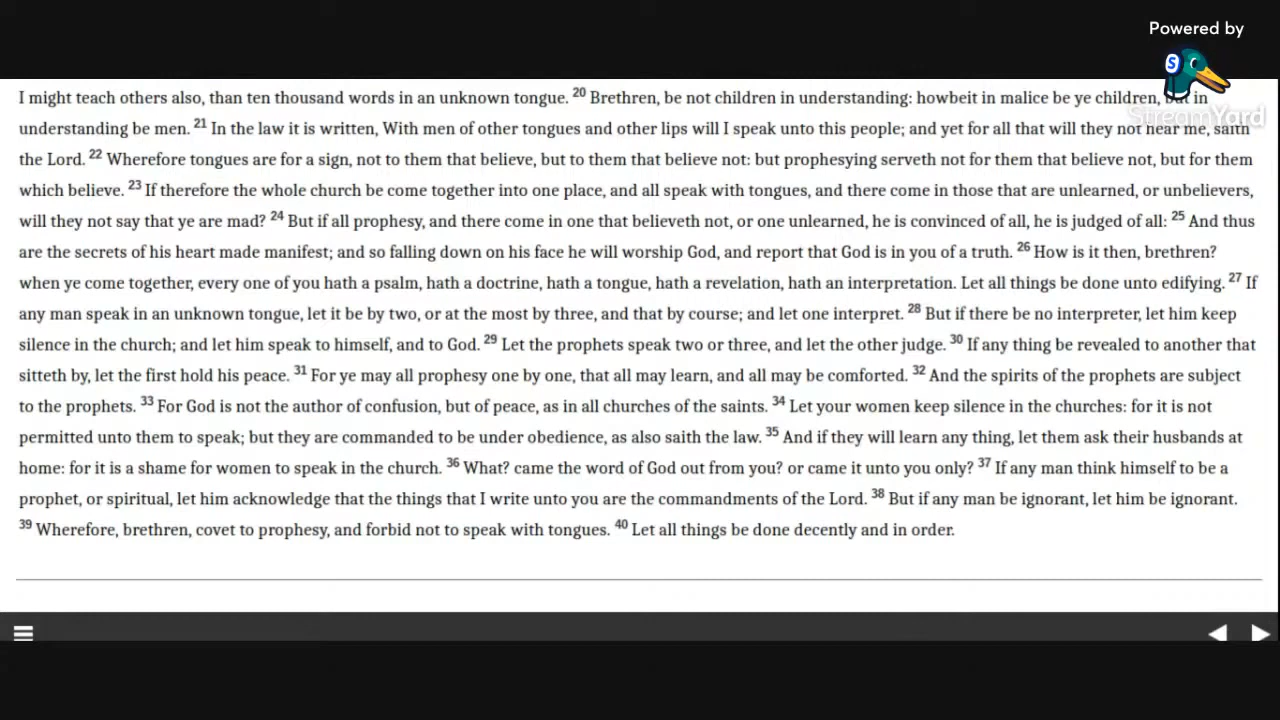 Powered by
S
I might teach others also, than ten thousand words in an unknown tongue. 20 Brethren, be not children in understanding: howbeit in malice be ye children, but in
StreamYard
understanding be men. 21 In the law it is written, With men of other tongues and other lips will I speak unto this people; and yet for all that will they not hear me, saith
the Lord. 22 Wherefore tongues are for a sign, not to them that believe, but to them that believe not: but prophesying serveth not for them that believe not, but for them
which believe. 23 If therefore the whole church be come together into one place, and all speak with tongues, and there come in those that are unlearned, or unbelievers,
will they not say that ye are mad? 24 But if all prophesy, and there come in one that believeth not, or one unlearned, he is convinced of all, he is judged of all: 25 And thus
are the secrets of his heart made manifest; and so falling down on his face he will worship God, and report that God is in you of a truth. 26 How is it then, brethren?
when ye come together, every one of you hath a psalm, hath a doctrine, hath a tongue, hath a revelation, hath an interpretation. Let all things be done unto edifying. 27 If
any man speak in an unknown tongue, let it be by two, or at the most by three, and that by course; and let one interpret. 28 But if there be no interpreter, let him keep
silence in the church; and let him speak to himself, and to God. 29 Let the prophets speak two or three, and let the other judge. 30 If any thing be revealed to another that
sitteth by, let the first hold his peace. 31 For ye may all prophesy one by one, that all may learn, and all may be comforted. 32 And the spirits of the prophets are subject
to the prophets. 33 For God is not the author of confusion, but of peace, as in all churches of the saints. 34 Let your women keep silence in the churches: for it is not
permitted unto them to speak; but they are commanded to be under obedience, as also saith the law. 35 And if they will learn any thing, let them ask their husbands at
home: for it is a shame for women to speak in the church. 36 What? came the word of God out from you? or came it unto you only? 37 If any man think himself to be a
prophet, or spiritual, let him acknowledge that the things that I write unto you are the commandments of the Lord. 38 But if any man be ignorant, let him be ignorant.
39 Wherefore, brethren, covet to prophesy, and forbid not to speak with tongues. 40 Let all things be done decently and in order.